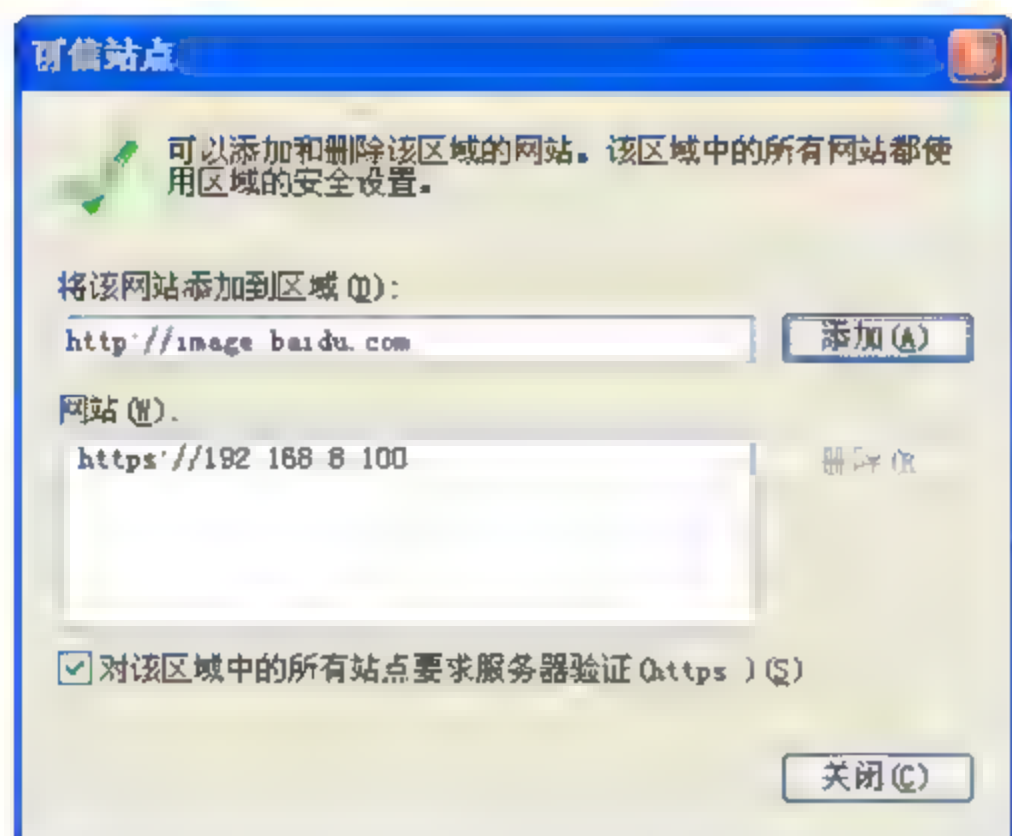 可信站点
可以添加和删除该区域的网站。该区域中的所有网站都使
用区域的安全设置。
将该网站添加到区域(D):
http://image.baidu.com
添加(A)
网站(W):
https://192.168.8.100
删除(R)
对该区域中的所有站点要求服务器验证(https:)(S)
关闭(C)